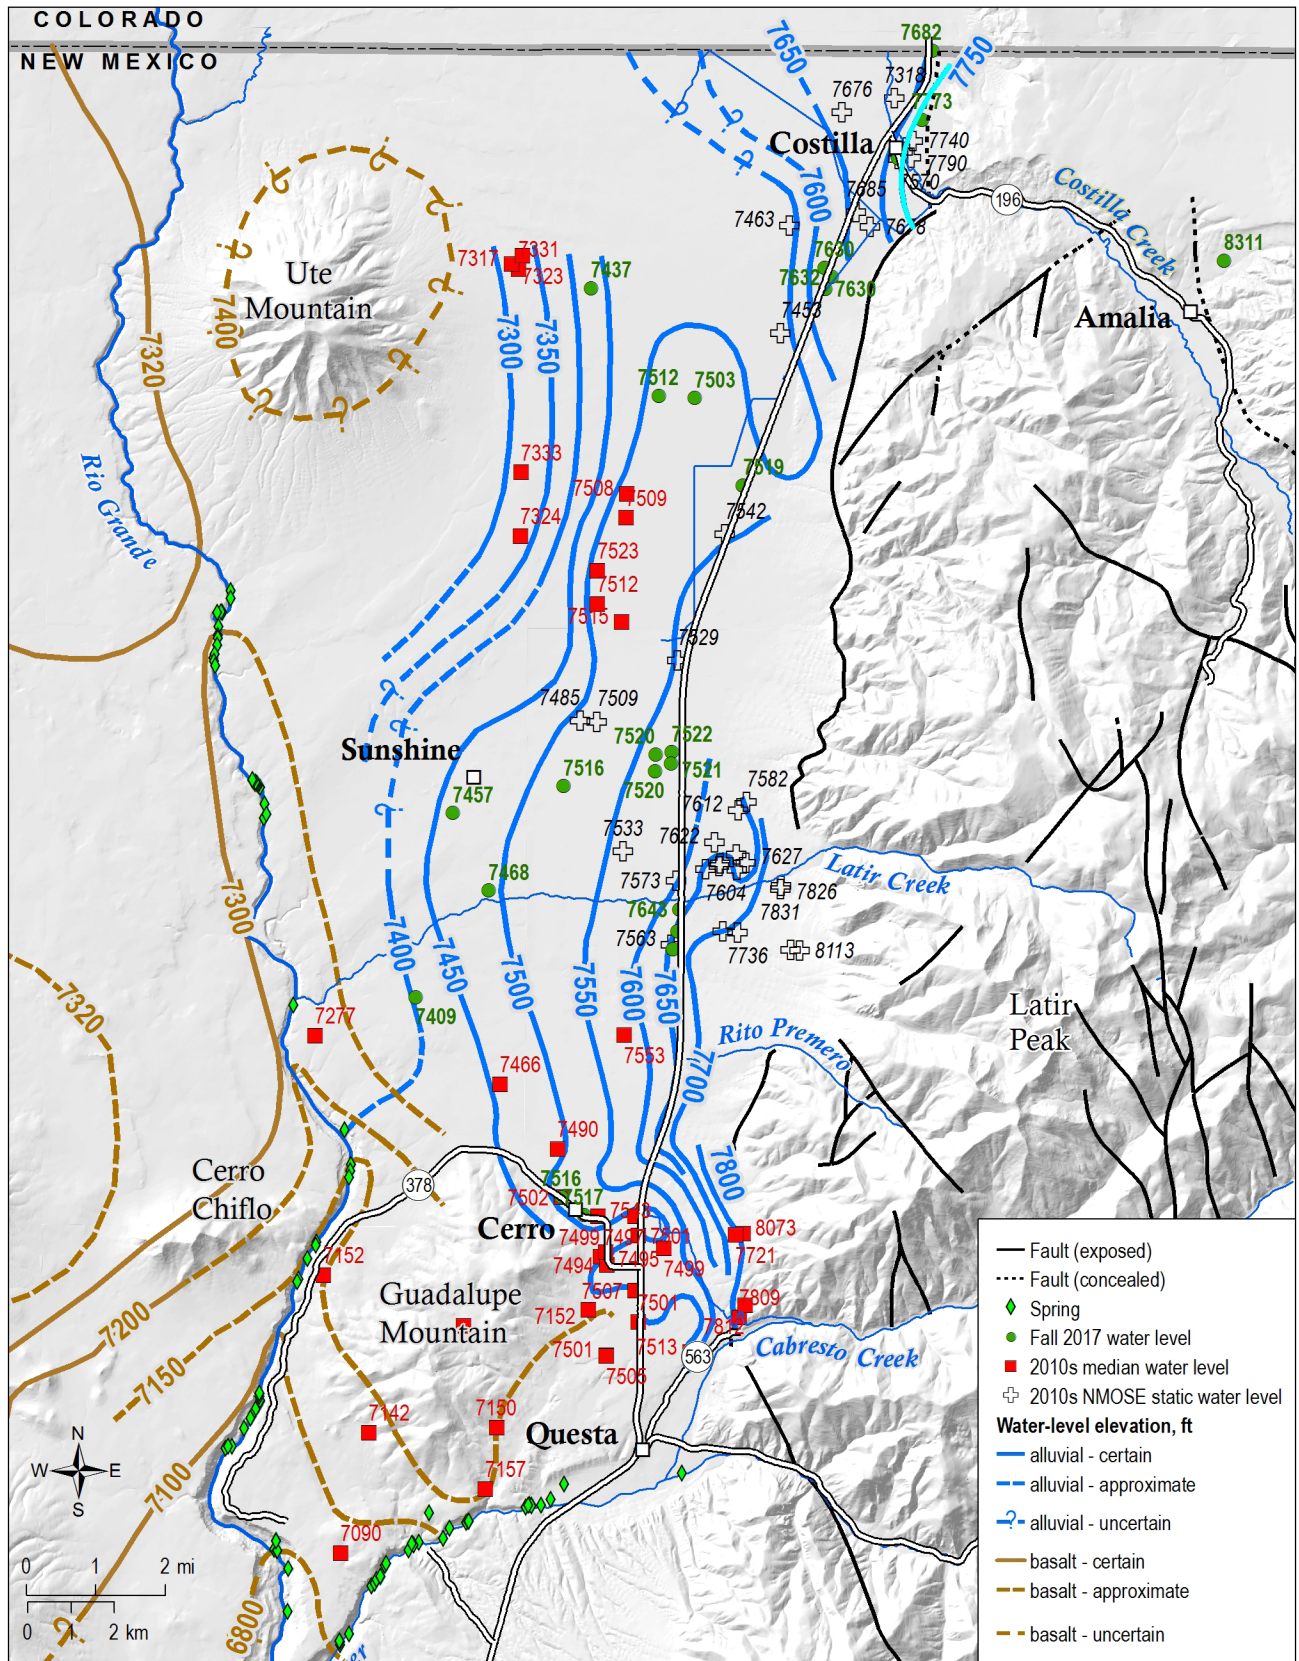 COLORADO
NEW MEXICO
7682
7650
7750
7318
7676
7773
Costilla
7740
7790
7570
196
Costilla
Creek
7600
7685
7463
8311
7331
7317
7323
7437
Ute
Mountain
7630
7632
7630
7400
7320
7300
7350
7453
Amalia
7512
7503
Rio Grande
7333
7508
7509
7519
7324
7542
7523
7512
7515
7529
7485
7509
Sunshine
7520
7522
7521
7516
7520
7582
7457
7612
7533
7622
7627
Latir Creek
7468
7573
7604
7826
7831
7300
7643
7563
7736
8113
7400
7450
7500
7550
7600
7650
7320
7409
Latir
Peak
7277
Rito Premero
7553
7700
7466
7490
7800
Cerro
Chiflo
378
7516
7502
7517
7543
Cerro
8073
7499
7497
7501
7721
7494
7495
7499
7152
Guadalupe
Mountain
7507
7501
7809
7152
7817
7200
7501
7513
563
Cabresto Creek
7505
7150
7142
7150
Questa
7157
7100
7090
6800
N
W
E
S
0 1 2 mi
0 1 2 km
Fault (exposed)
Fault (concealed)
Spring
Fall 2017 water level
2010s median water level
2010s NMOSE static water level
Water-level elevation, ft
alluvial - certain
alluvial - approximate
alluvial - uncertain
basalt - certain
basalt - approximate
basalt - uncertain